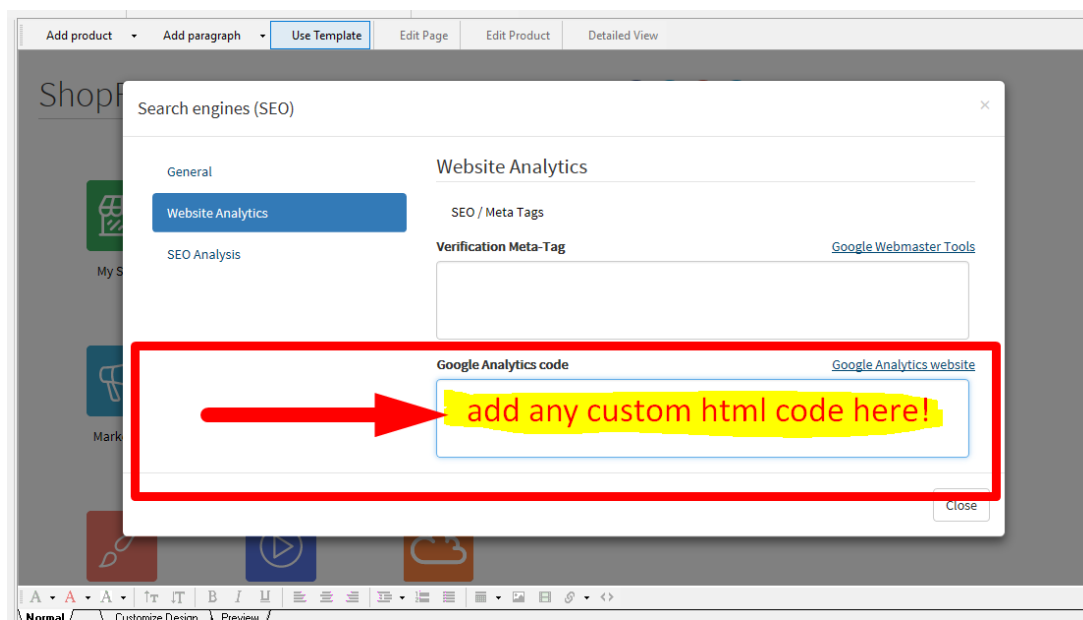 Add product Add paragraph Use Template Edit Page Edit Product Detailed View
Search engines (SEO)
×
General
Website Analytics
SEO Analysis
Website Analytics
SEO / Meta Tags
Verification Meta-Tag Google Webmaster Tools
Google Analytics code Google Analytics website
add any custom html code here!
Close
My S
Mark
A A A B I U
Normal Customize Design Preview